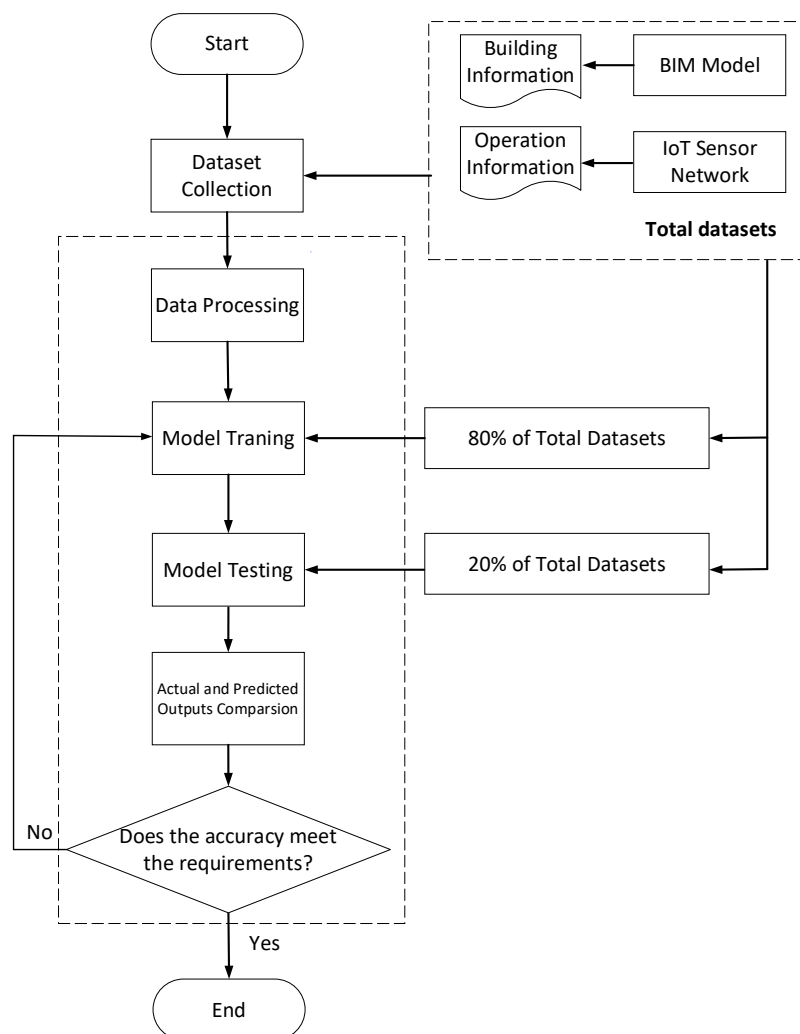 Start
Building
Information
BIM Model
Operation
Information
IoT Sensor
Network
Total datasets
Dataset
Collection
Data Processing
Model Traning
80% of Total Datasets
Model Testing
20% of Total Datasets
Actual and Predicted
Outputs Comparsion
Does the accuracy meet
the requirements?
No
Yes
End